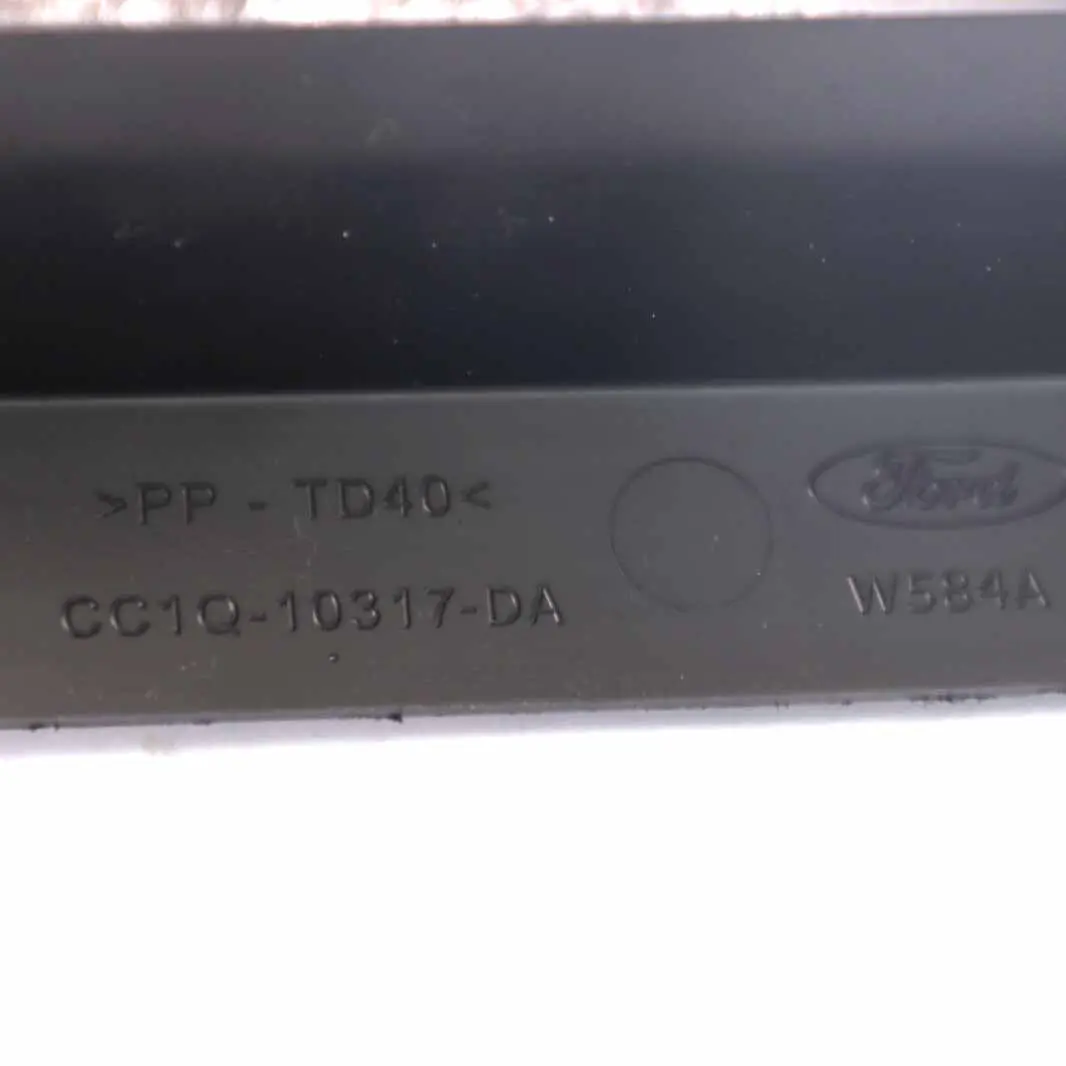 >PP - TD40<
Ford
CC1Q-10317-DA
W584A